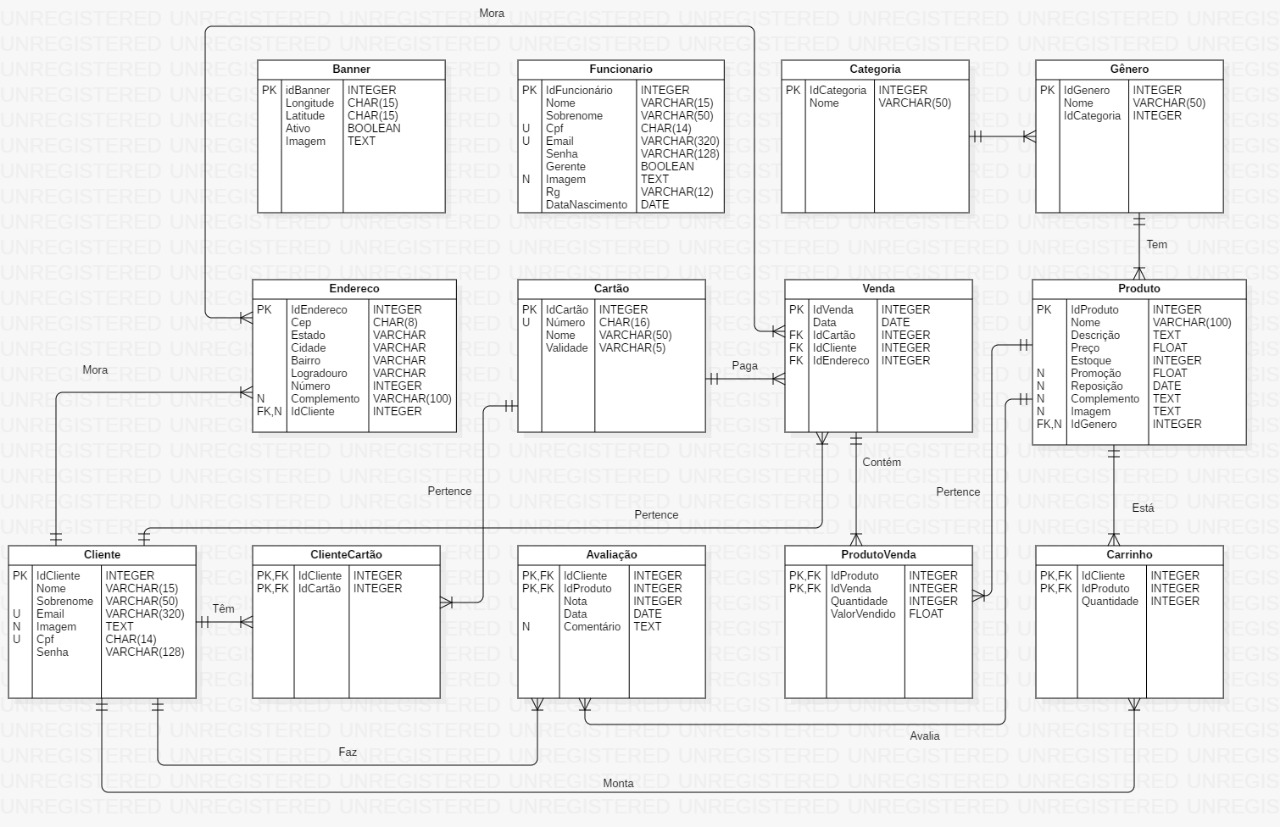 Mora
Banner
PK idBanner INTEGER
Longitude CHAR(15)
Latitude CHAR(15)
Ativo BOOLEAN
Imagem TEXT
Funcionario
PK IdFuncionário INTEGER
Nome VARCHAR(15)
Sobrenome VARCHAR(50)
U Cpf CHAR(14)
U Email VARCHAR(320)
Senha VARCHAR(128)
Gerente BOOLEAN
N Imagem TEXT
Rg VARCHAR(12)
DataNascimento DATE
Categoria
PK IdCategoria INTEGER
Nome VARCHAR(50)
Gênero
PK IdGenero INTEGER
Nome VARCHAR(50)
IdCategoria INTEGER
Tem
Endereco
PK IdEndereco INTEGER
Cep CHAR(8)
Estado VARCHAR
Cidade VARCHAR
Bairro VARCHAR
Logradouro VARCHAR
Número INTEGER
N Complemento VARCHAR(100)
FK,N IdCliente INTEGER
Cartão
PK IdCartão INTEGER
U Número CHAR(16)
Nome VARCHAR(50)
Validade VARCHAR(5)
Venda
PK IdVenda INTEGER
Data DATE
FK IdCartão INTEGER
FK IdCliente INTEGER
FK IdEndereco INTEGER
Produto
PK IdProduto INTEGER
Nome VARCHAR(100)
Descrição TEXT
Preço FLOAT
Estoque INTEGER
N Promoção FLOAT
N Reposição DATE
N Complemento TEXT
N Imagem TEXT
FK,N IdGenero INTEGER
Mora
Paga
Contém
Pertence
Pertence
Pertence
Está
Cliente
PK IdCliente INTEGER
Nome VARCHAR(15)
Sobrenome VARCHAR(50)
U Email VARCHAR(320)
N Imagem TEXT
U Cpf CHAR(14)
Senha VARCHAR(128)
Têm
ClienteCartão
PK,FK IdCliente INTEGER
PK,FK IdCartão INTEGER
Avaliação
PK,FK IdCliente INTEGER
PK,FK IdProduto INTEGER
Nota INTEGER
Data DATE
N Comentário TEXT
ProdutoVenda
PK,FK IdProduto INTEGER
PK,FK IdVenda INTEGER
Quantidade INTEGER
ValorVendido FLOAT
Carrinho
PK,FK IdCliente INTEGER
PK,FK IdProduto INTEGER
Quantidade INTEGER
Avalia
Faz
Monta